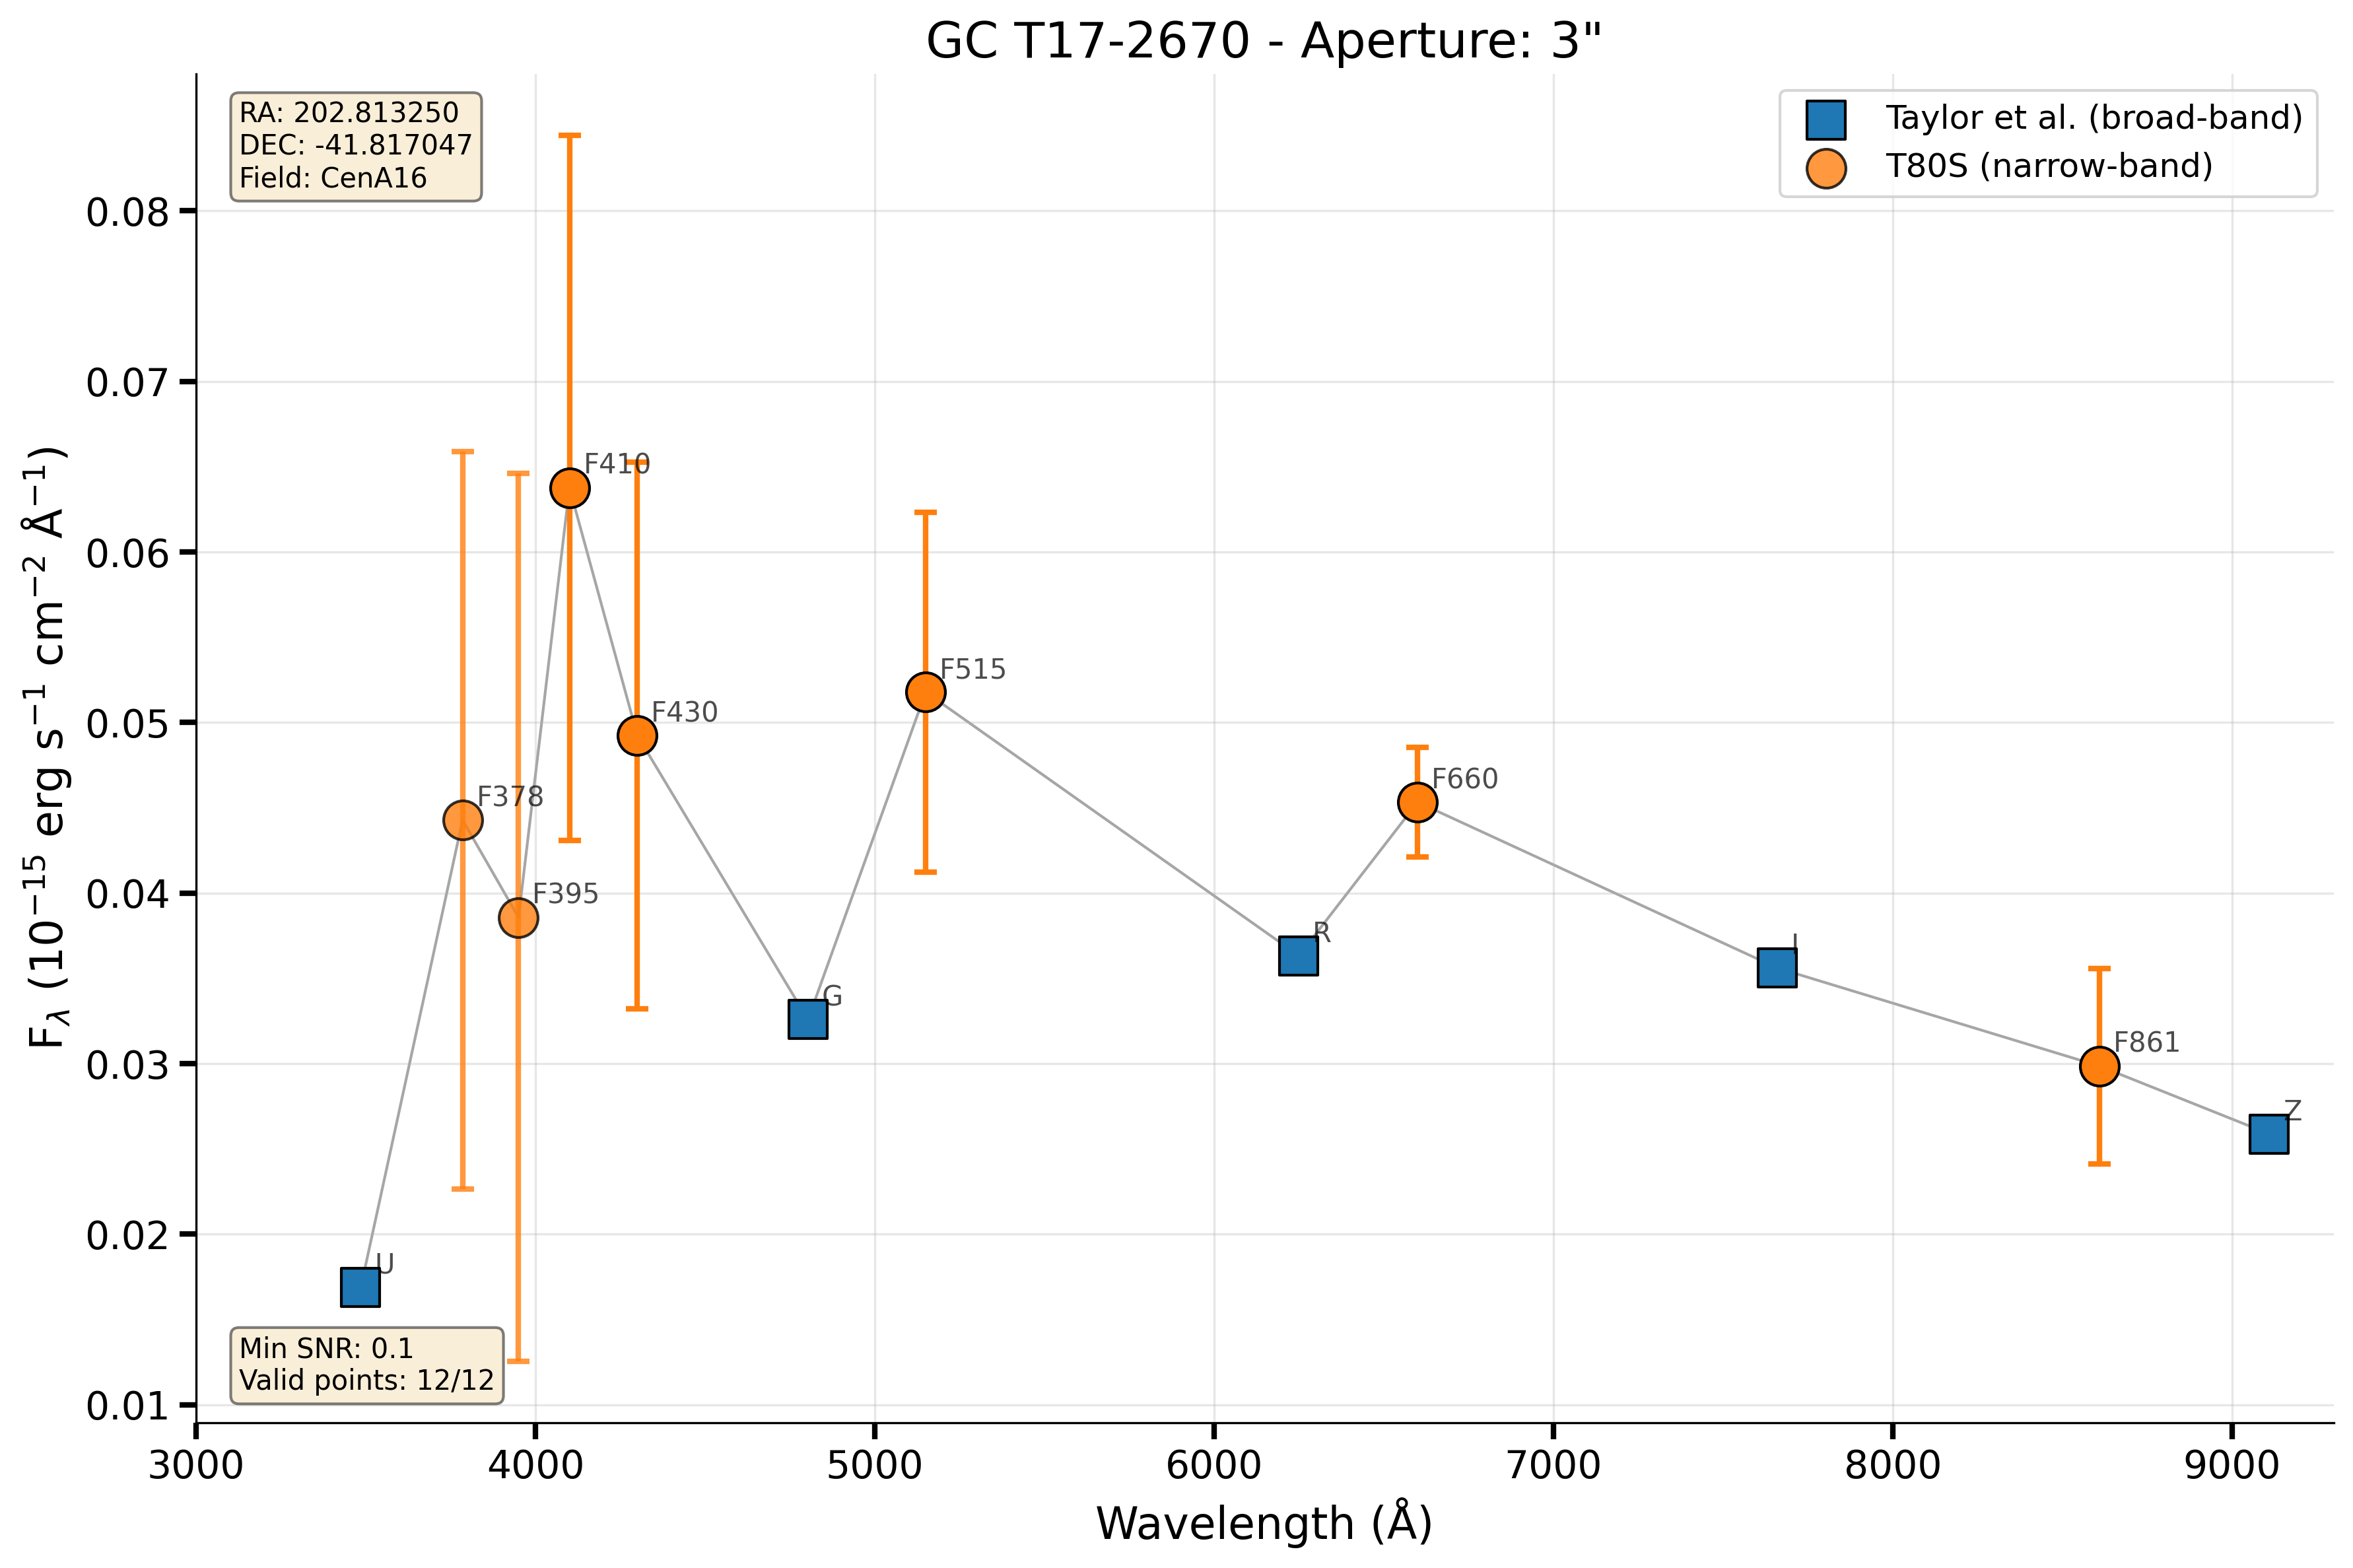 GC T17-2670 - Aperture: 3"
RA: 202.813250
DEC: -41.817047
Field: CenA16
Taylor et al. (broad-band)
T80S (narrow-band)
0.08
0.07
0.06
0.05
0.04
0.03
0.02
0.01
F_λ (10⁻¹⁵ erg s⁻¹ cm⁻² Å⁻¹)
F410
F515
F430
F660
F378
F395
R
I
G
F861
Z
U
Min SNR: 0.1
Valid points: 12/12
3000 4000 5000 6000 7000 8000 9000
Wavelength (Å)